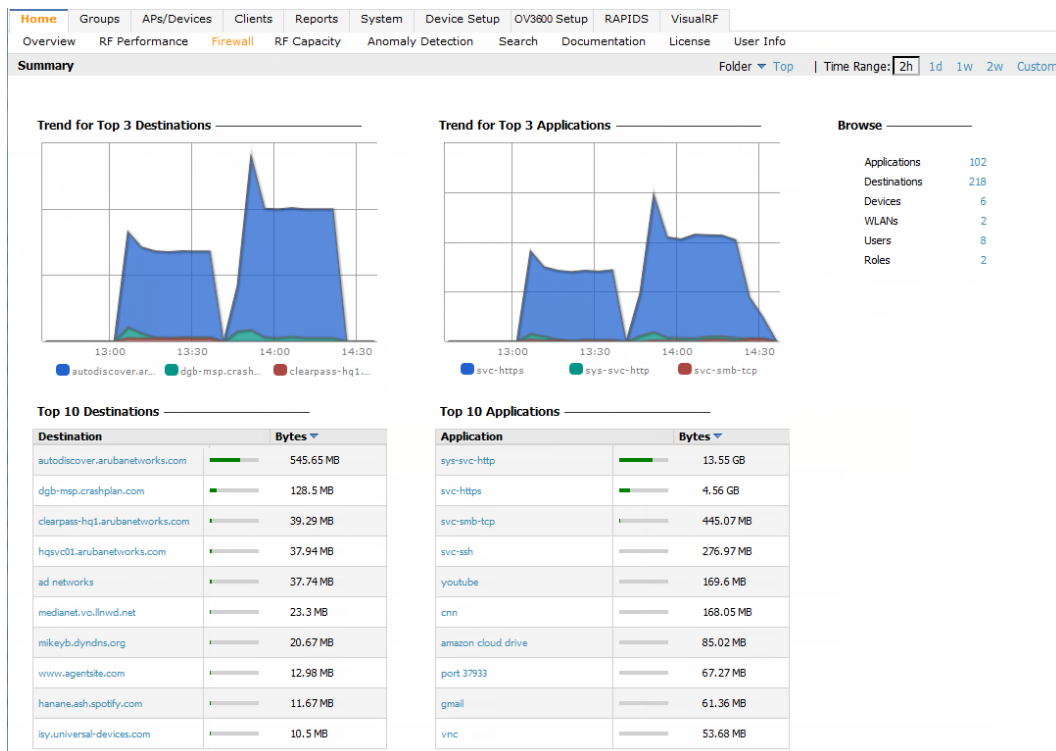 Home Groups APs/Devices Clients Reports System Device Setup OV3600 Setup RAPIDS VisualRF
Overview RF Performance Firewall RF Capacity Anomaly Detection Search Documentation License User Info
Summary Folder Top | Time Range: 2h 1d 1w 2w Custom
Trend for Top 3 Destinations
13:00 13:30 14:00 14:30
autodiscover.ar... dgb-msp.crash... clearpass-hq1....
Trend for Top 3 Applications
13:00 13:30 14:00 14:30
svc-https sys-svc-http svc-smb-tcp
Browse
Applications 102
Destinations 218
Devices 6
WLANs 2
Users 8
Roles 2
Top 10 Destinations
Destination Bytes
autodiscover.arubanetworks.com 545.65 MB
dgb-msp.crashplan.com 128.5 MB
clearpass-hq1.arubanetworks.com 39.29 MB
hqsvc01.arubanetworks.com 37.94 MB
ad networks 37.74 MB
medianet.vo.llnwd.net 23.3 MB
mikeyb.dyndns.org 20.67 MB
www.agentsite.com 12.98 MB
hanane.ash.spotify.com 11.67 MB
isy.universal-devices.com 10.5 MB
Top 10 Applications
Application Bytes
sys-svc-http 13.55 GB
svc-https 4.56 GB
svc-smb-tcp 445.07 MB
svc-ssh 276.97 MB
youtube 169.6 MB
cnn 168.05 MB
amazon cloud drive 85.02 MB
port 37933 67.27 MB
gmail 61.36 MB
vnc 53.68 MB